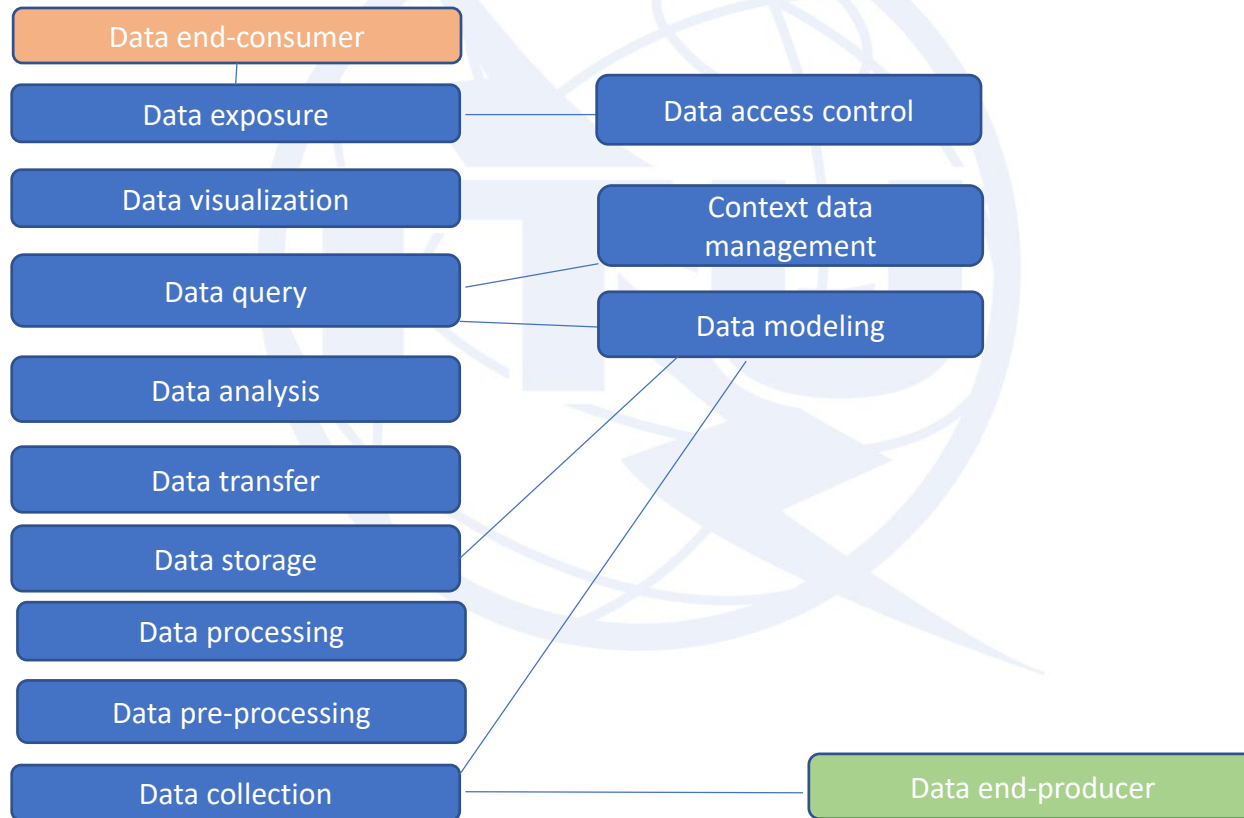 Data end-consumer
Data exposure
Data access control
Data visualization
Context data
management
Data query
Data modeling
Data analysis
Data transfer
Data storage
Data processing
Data pre-processing
Data collection
Data end-producer
ITU